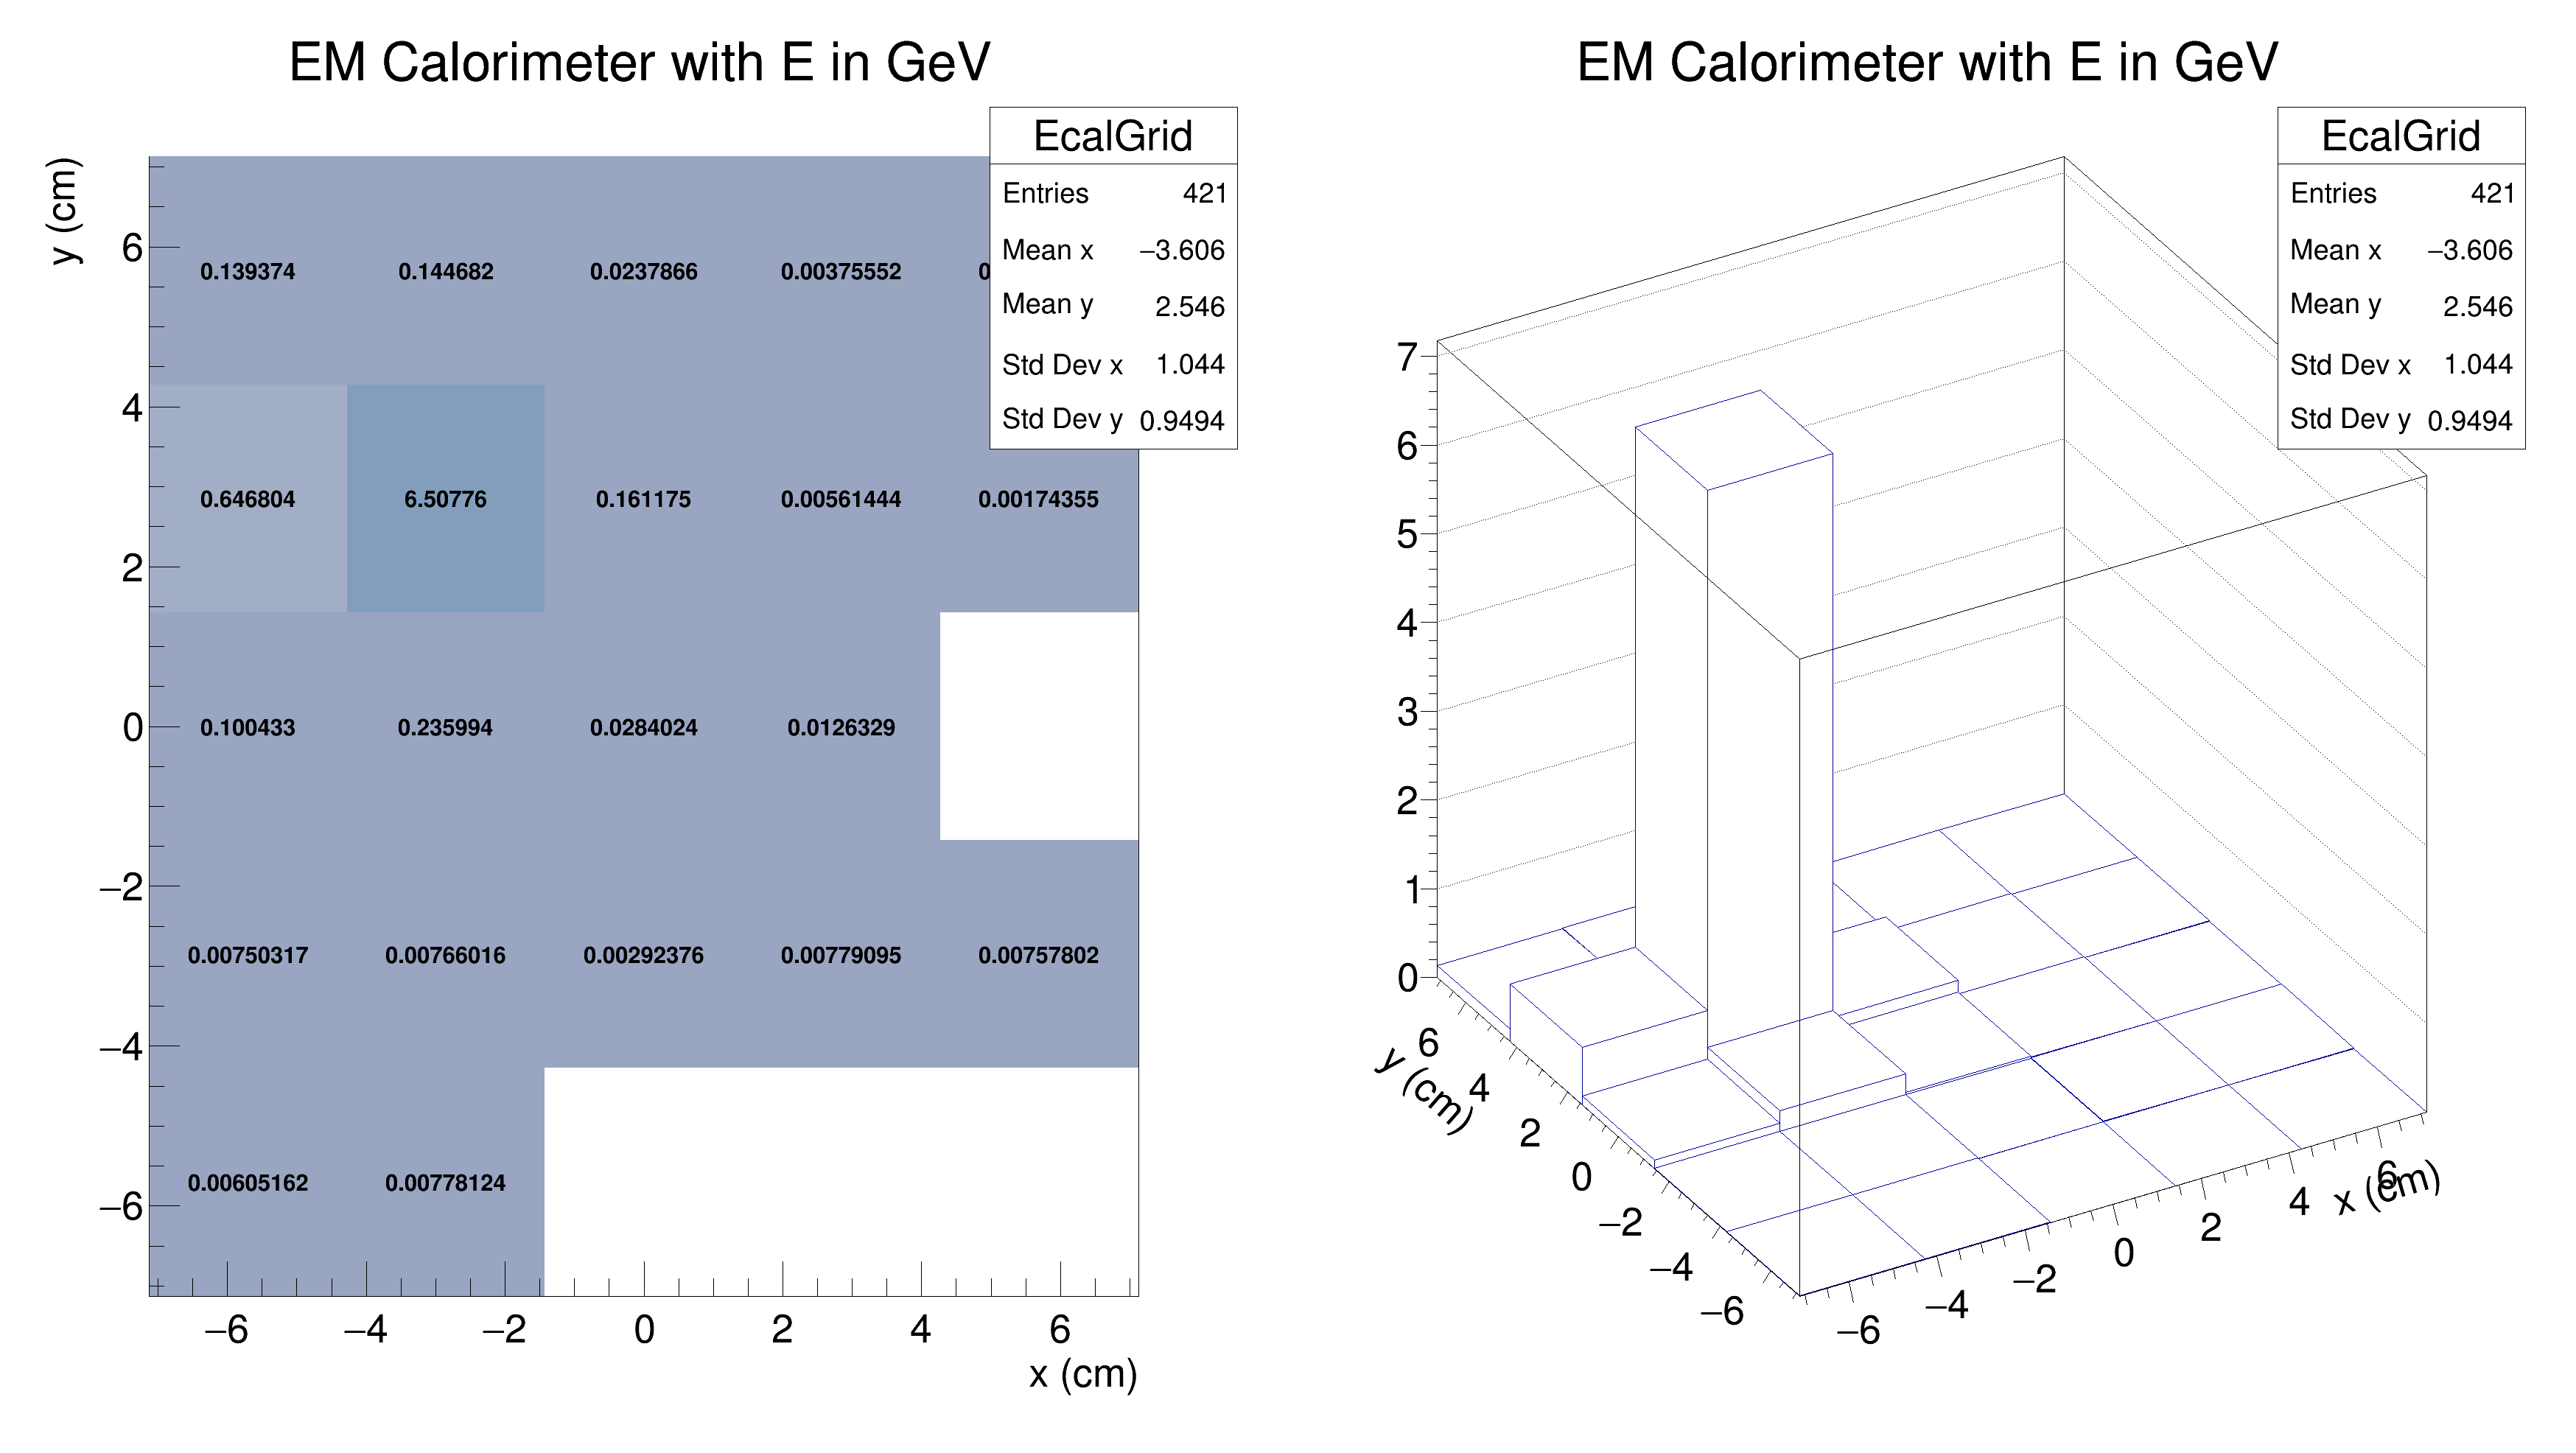 EM Calorimeter with E in GeV
EcalGrid
Entries 421
Mean x −3.606
Mean y 2.546
Std Dev x 1.044
Std Dev y 0.9494
y (cm)
6
4
2
0
−2
−4
−6
0.139374 0.144682 0.0237866 0.00375552 0
0.646804 6.50776 0.161175 0.00561444 0.00174355
0.100433 0.235994 0.0284024 0.0126329
0.00750317 0.00766016 0.00292376 0.00779095 0.00757802
0.00605162 0.00778124
−6 −4 −2 0 2 4 6
x (cm)
EM Calorimeter with E in GeV
EcalGrid
Entries 421
Mean x −3.606
Mean y 2.546
Std Dev x 1.044
Std Dev y 0.9494
7
6
5
4
3
2
1
0
y (cm)
6
4
2
0
−2
−4
−6
−6
−4
−2
0
2
4
6
x (cm)